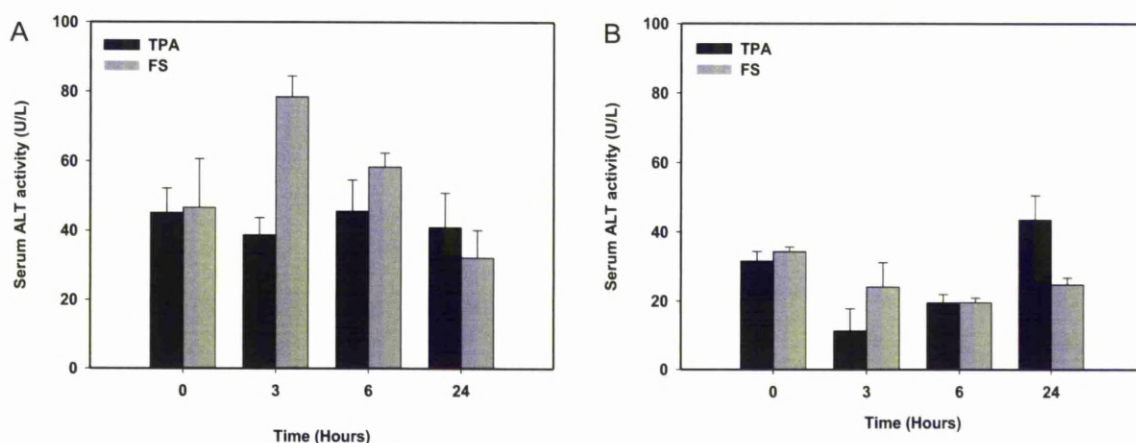 A
TPA
FS
Serum ALT activity (U/L)
100
80
60
40
20
0
0 3 6 24
Time (Hours)
B
TPA
FS
Serum ALT activity (U/L)
100
80
60
40
20
0
0 3 6 24
Time (Hours)